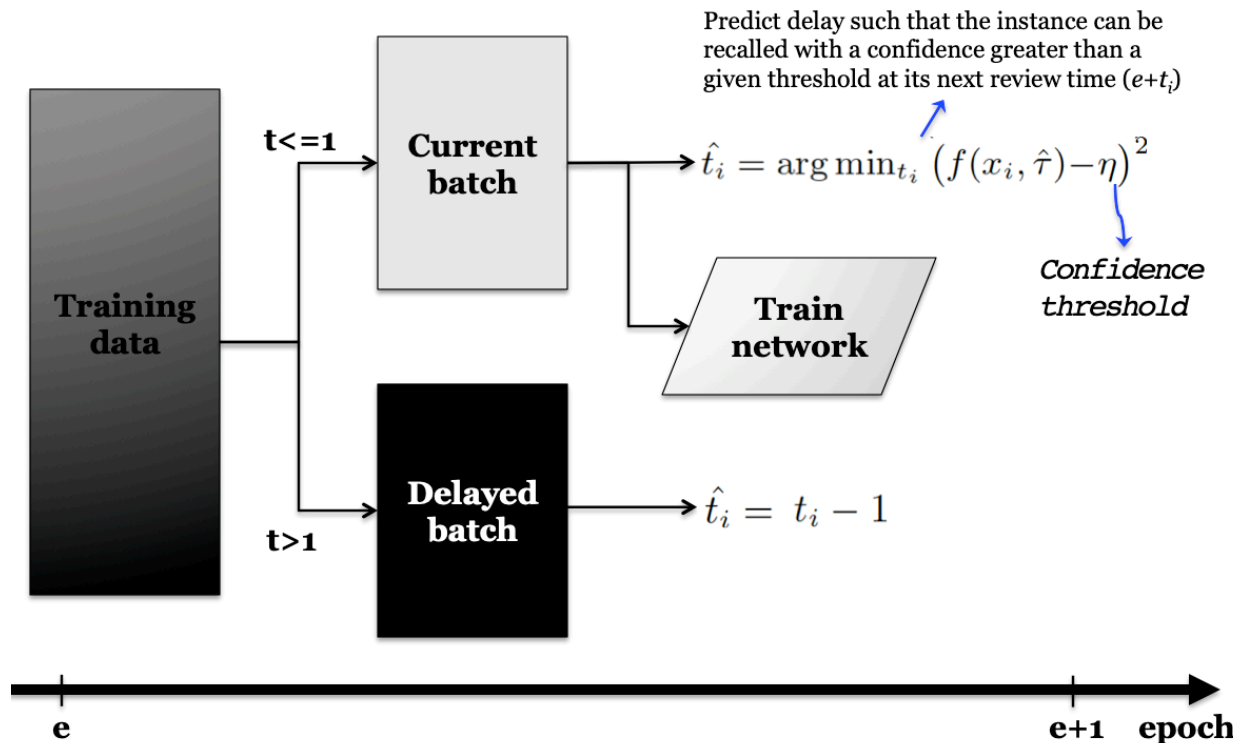 Predict delay such that the instance can be
recalled with a confidence greater than a
given threshold at its next review time (e+tᵢ)
t<=1
Current
batch
t̂ᵢ = arg minₜᵢ (f(xᵢ, τ̂)−η)²
Confidence
threshold
Training
data
Train
network
t>1
Delayed
batch
t̂ᵢ = tᵢ − 1
e
e+1
epoch